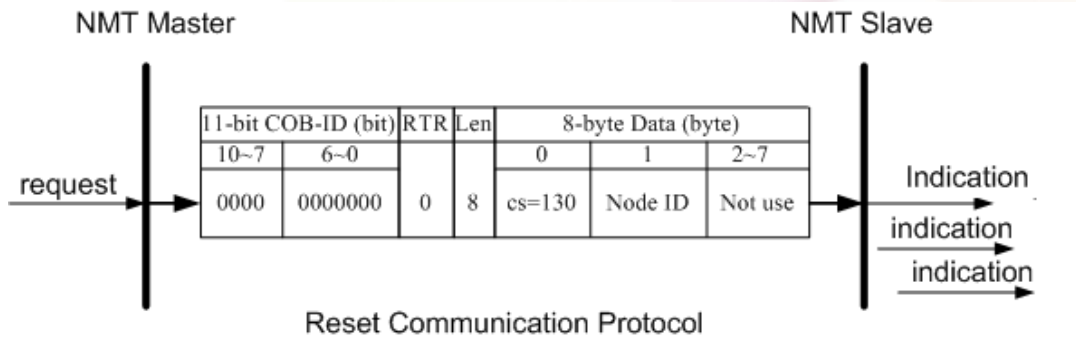 NMT Master NMT Slave
11-bit COB-ID (bit) RTR Len 8-byte Data (byte)
10~7 6~0 0 1 2~7
request 0000 0000000 0 8 cs=130 Node ID Not use Indication
indication
indication
Reset Communication Protocol